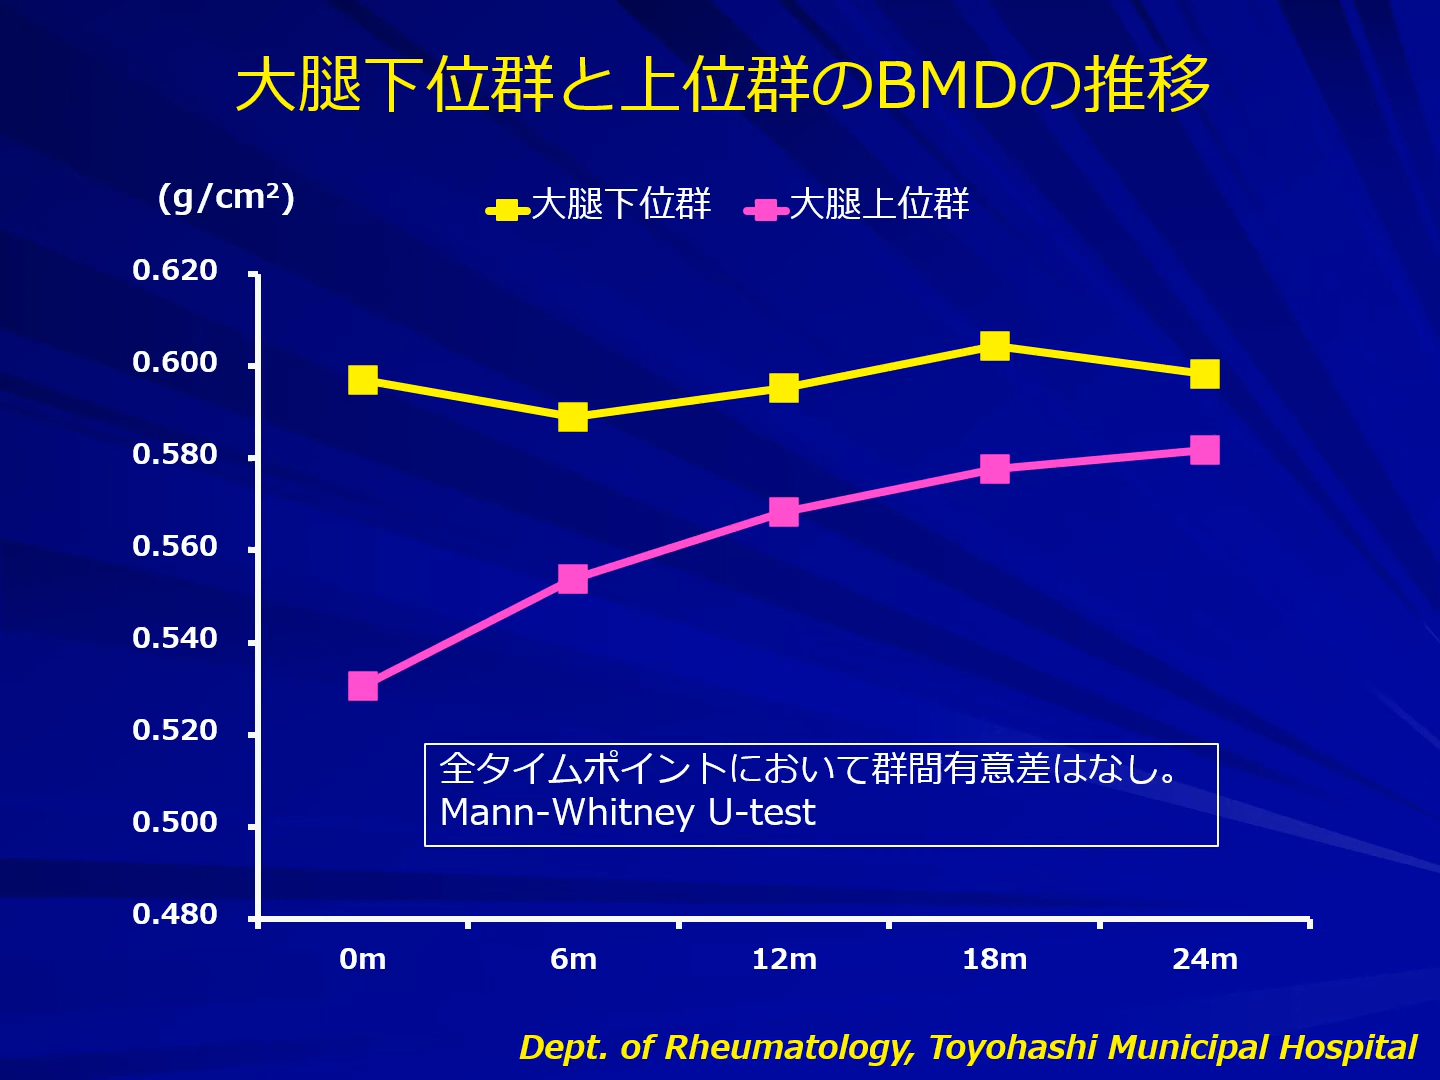 大腿下位群と上位群のBMDの推移
(g/cm²)
大腿下位群 大腿上位群
0.620
0.600
0.580
0.560
0.540
0.520
0.500
0.480
全タイムポイントにおいて群間有意差はなし。
Mann-Whitney U-test
0m 6m 12m 18m 24m
Dept. of Rheumatology, Toyohashi Municipal Hospital